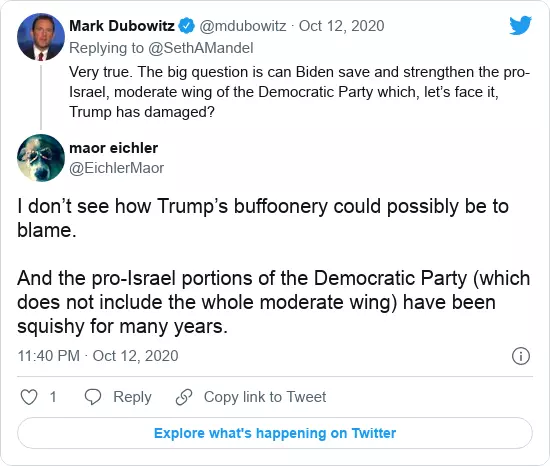 Mark Dubowitz @mdubowitz · Oct 12, 2020
Replying to @SethAMandel
Very true. The big question is can Biden save and strengthen the pro-
Israel, moderate wing of the Democratic Party which, let’s face it,
Trump has damaged?
maor eichler
@EichlerMaor
I don’t see how Trump’s buffoonery could possibly be to
blame.
And the pro-Israel portions of the Democratic Party (which
does not include the whole moderate wing) have been
squishy for many years.
11:40 PM · Oct 12, 2020
1 Reply Copy link to Tweet
Explore what's happening on Twitter